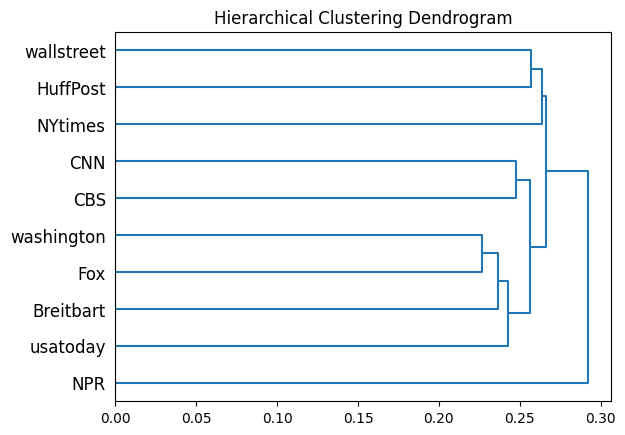 Hierarchical Clustering Dendrogram
wallstreet
HuffPost
NYtimes
CNN
CBS
washington
Fox
Breitbart
usatoday
NPR
0.00 0.05 0.10 0.15 0.20 0.25 0.30